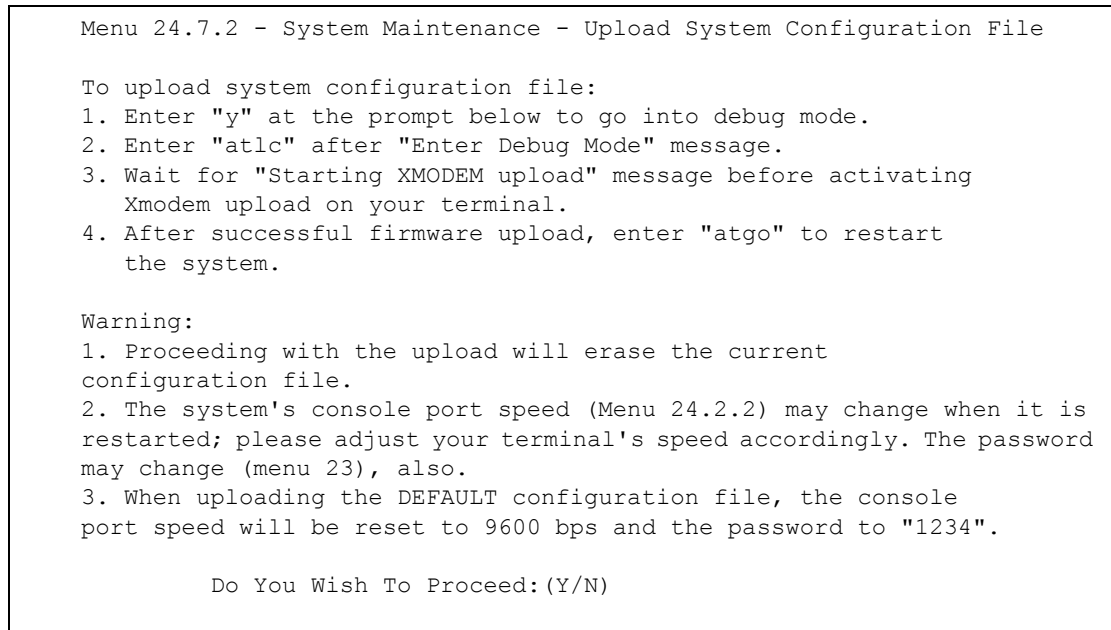 Menu 24.7.2 - System Maintenance - Upload System Configuration File
To upload system configuration file:
1. Enter "y" at the prompt below to go into debug mode.
2. Enter "atlc" after "Enter Debug Mode" message.
3. Wait for "Starting XMODEM upload" message before activating
Xmodem upload on your terminal.
4. After successful firmware upload, enter "atgo" to restart
the system.
Warning:
1. Proceeding with the upload will erase the current
configuration file.
2. The system's console port speed (Menu 24.2.2) may change when it is
restarted; please adjust your terminal's speed accordingly. The password
may change (menu 23), also.
3. When uploading the DEFAULT configuration file, the console
port speed will be reset to 9600 bps and the password to "1234".
Do You Wish To Proceed:(Y/N)